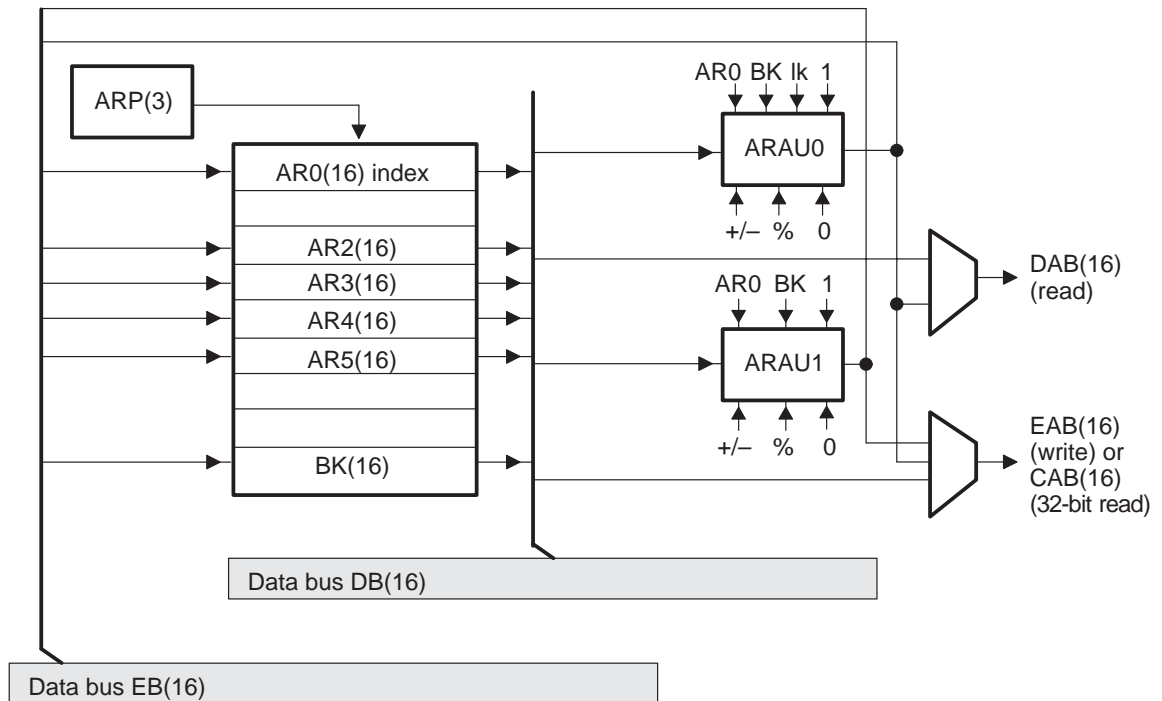 ARP(3)
AR0(16) index
AR2(16)
AR3(16)
AR4(16)
AR5(16)
BK(16)
AR0 BK lk 1
ARAU0
+/– % 0
AR0 BK 1
ARAU1
+/– % 0
DAB(16)
(read)
EAB(16)
(write) or
CAB(16)
(32-bit read)
Data bus DB(16)
Data bus EB(16)